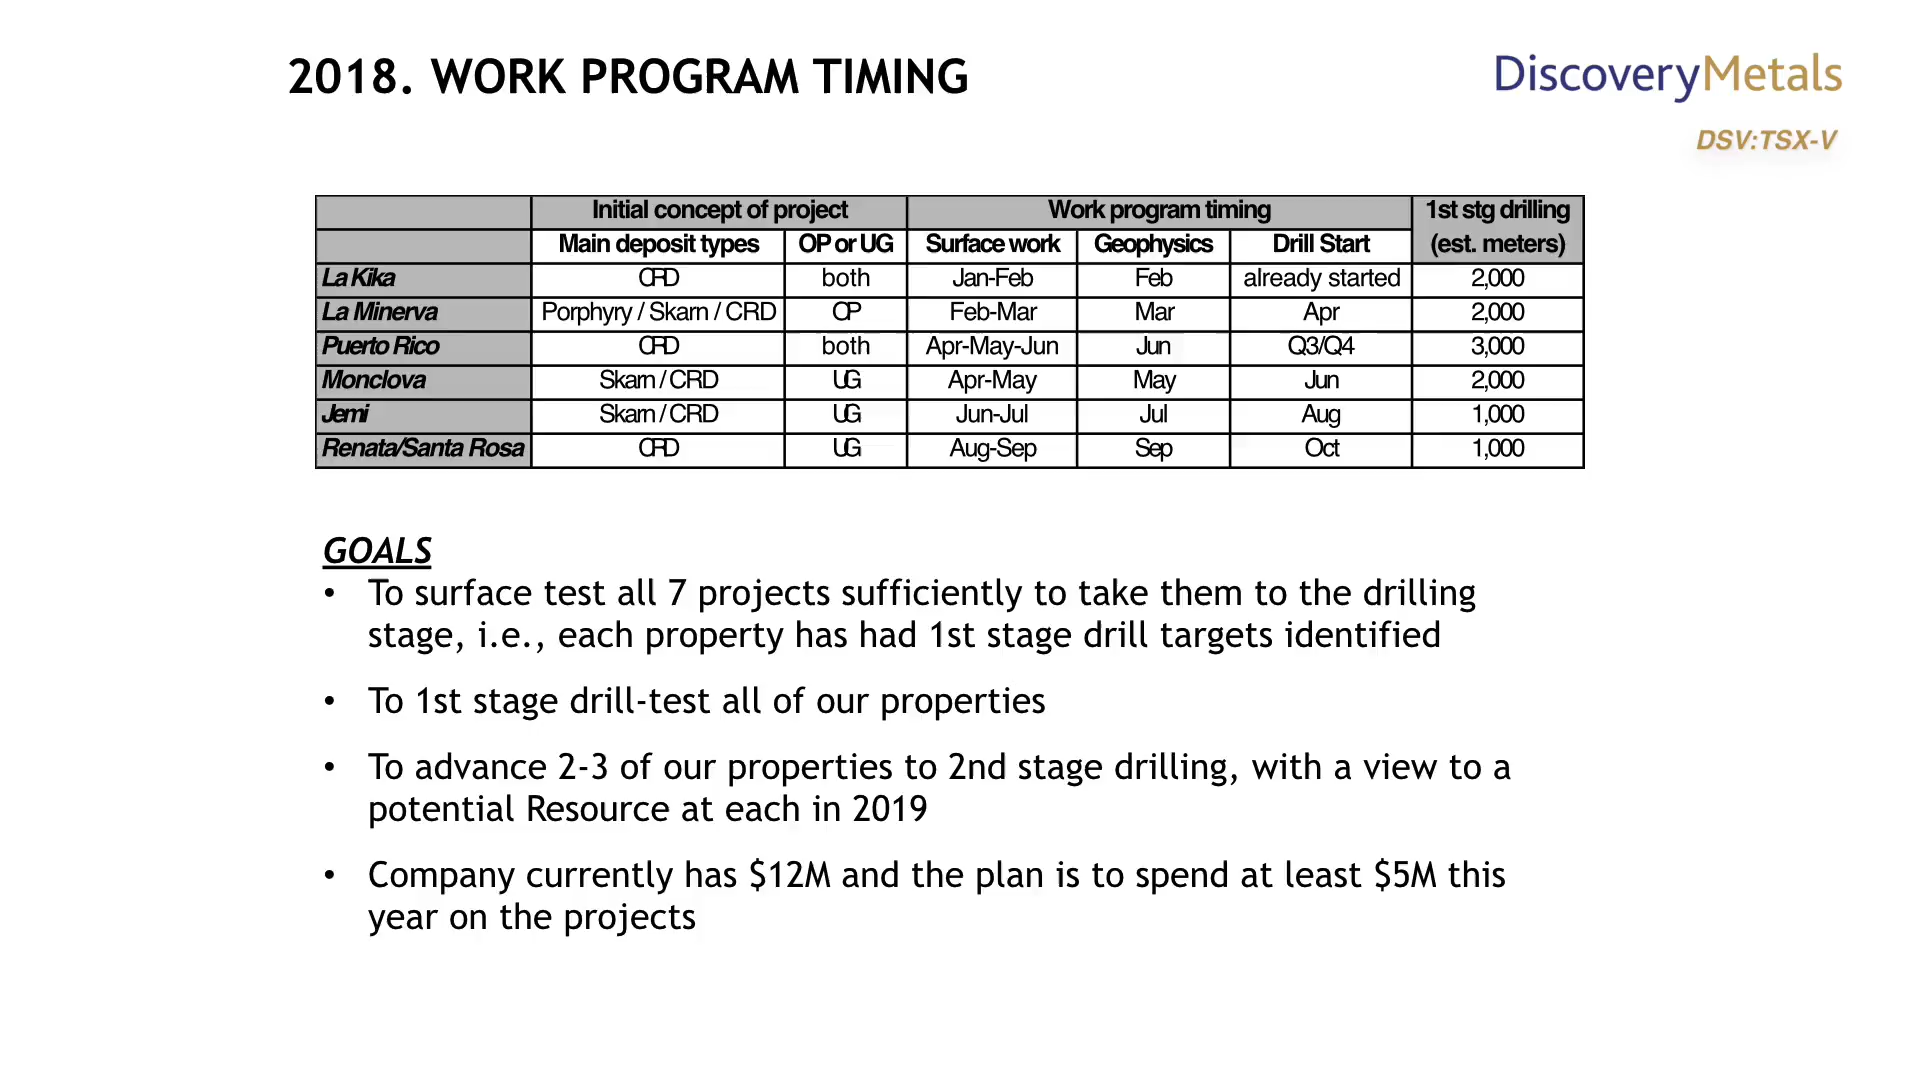 2018. WORK PROGRAM TIMING
DiscoveryMetals
DSV:TSX-V
Initial concept of project Work program timing 1st stg drilling
Main deposit types OP or UG Surface work Geophysics Drill Start (est. meters)
La Kika CRD both Jan-Feb Feb already started 2,000
La Minerva Porphyry / Skarn / CRD OP Feb-Mar Mar Apr 2,000
Puerto Rico CRD both Apr-May-Jun Jun Q3/Q4 3,000
Monclova Skarn / CRD UG Apr-May May Jun 2,000
Jemi Skarn / CRD UG Jun-Jul Jul Aug 1,000
Renata/Santa Rosa CRD UG Aug-Sep Sep Oct 1,000
GOALS
• To surface test all 7 projects sufficiently to take them to the drilling
stage, i.e., each property has had 1st stage drill targets identified
• To 1st stage drill-test all of our properties
• To advance 2-3 of our properties to 2nd stage drilling, with a view to a
potential Resource at each in 2019
• Company currently has $12M and the plan is to spend at least $5M this
year on the projects